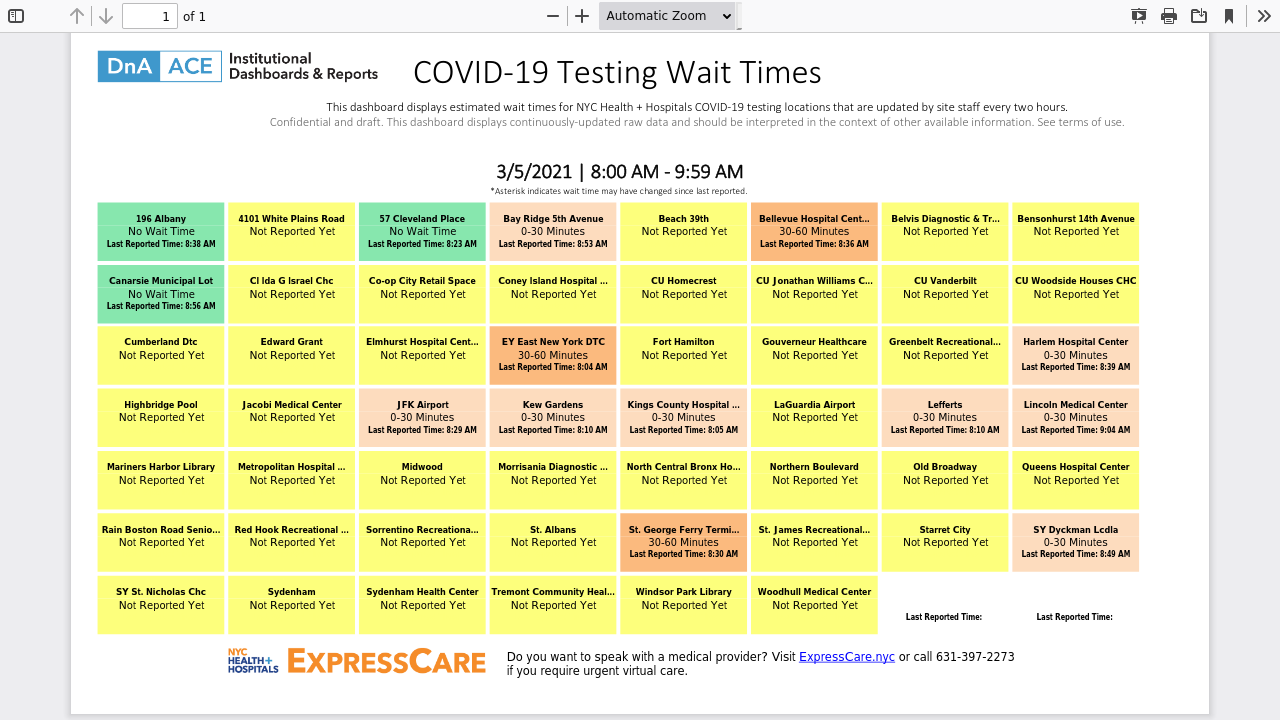 1 of 1 Automatic Zoom
DnA ACE Institutional
Dashboards & Reports
COVID-19 Testing Wait Times
This dashboard displays estimated wait times for NYC Health + Hospitals COVID-19 testing locations that are updated by site staff every two hours.
Confidential and draft. This dashboard displays continuously-updated raw data and should be interpreted in the context of other available information. See terms of use.
3/5/2021 | 8:00 AM - 9:59 AM
*Asterisk indicates wait time may have changed since last reported.
196 Albany
No Wait Time
Last Reported Time: 8:38 AM
4101 White Plains Road
Not Reported Yet
57 Cleveland Place
No Wait Time
Last Reported Time: 8:23 AM
Bay Ridge 5th Avenue
0-30 Minutes
Last Reported Time: 8:53 AM
Beach 39th
Not Reported Yet
Bellevue Hospital Cent...
30-60 Minutes
Last Reported Time: 8:36 AM
Belvis Diagnostic & Tr...
Not Reported Yet
Bensonhurst 14th Avenue
Not Reported Yet
Canarsie Municipal Lot
No Wait Time
Last Reported Time: 8:56 AM
CI Ida G Israel Chc
Not Reported Yet
Co-op City Retail Space
Not Reported Yet
Coney Island Hospital ...
Not Reported Yet
CU Homecrest
Not Reported Yet
CU Jonathan Williams C...
Not Reported Yet
CU Vanderbilt
Not Reported Yet
CU Woodside Houses CHC
Not Reported Yet
Cumberland Dtc
Not Reported Yet
Edward Grant
Not Reported Yet
Elmhurst Hospital Cent...
Not Reported Yet
EY East New York DTC
30-60 Minutes
Last Reported Time: 8:04 AM
Fort Hamilton
Not Reported Yet
Gouverneur Healthcare
Not Reported Yet
Greenbelt Recreational...
Not Reported Yet
Harlem Hospital Center
0-30 Minutes
Last Reported Time: 8:39 AM
Highbridge Pool
Not Reported Yet
Jacobi Medical Center
Not Reported Yet
JFK Airport
0-30 Minutes
Last Reported Time: 8:29 AM
Kew Gardens
0-30 Minutes
Last Reported Time: 8:10 AM
Kings County Hospital ...
0-30 Minutes
Last Reported Time: 8:05 AM
LaGuardia Airport
Not Reported Yet
Lefferts
0-30 Minutes
Last Reported Time: 8:10 AM
Lincoln Medical Center
0-30 Minutes
Last Reported Time: 9:04 AM
Mariners Harbor Library
Not Reported Yet
Metropolitan Hospital ...
Not Reported Yet
Midwood
Not Reported Yet
Morrisania Diagnostic ...
Not Reported Yet
North Central Bronx Ho...
Not Reported Yet
Northern Boulevard
Not Reported Yet
Old Broadway
Not Reported Yet
Queens Hospital Center
Not Reported Yet
Rain Boston Road Senio...
Not Reported Yet
Red Hook Recreational ...
Not Reported Yet
Sorrentino Recreationa...
Not Reported Yet
St. Albans
Not Reported Yet
St. George Ferry Termi...
30-60 Minutes
Last Reported Time: 8:30 AM
St. James Recreational...
Not Reported Yet
Starret City
Not Reported Yet
SY Dyckman Lcdla
0-30 Minutes
Last Reported Time: 8:49 AM
SY St. Nicholas Chc
Not Reported Yet
Sydenham
Not Reported Yet
Sydenham Health Center
Not Reported Yet
Tremont Community Heal...
Not Reported Yet
Windsor Park Library
Not Reported Yet
Woodhull Medical Center
Not Reported Yet
Last Reported Time:
Last Reported Time:
NYC
HEALTH+
HOSPITALS
EXPRESSCARE
Do you want to speak with a medical provider? Visit ExpressCare.nyc or call 631-397-2273
if you require urgent virtual care.